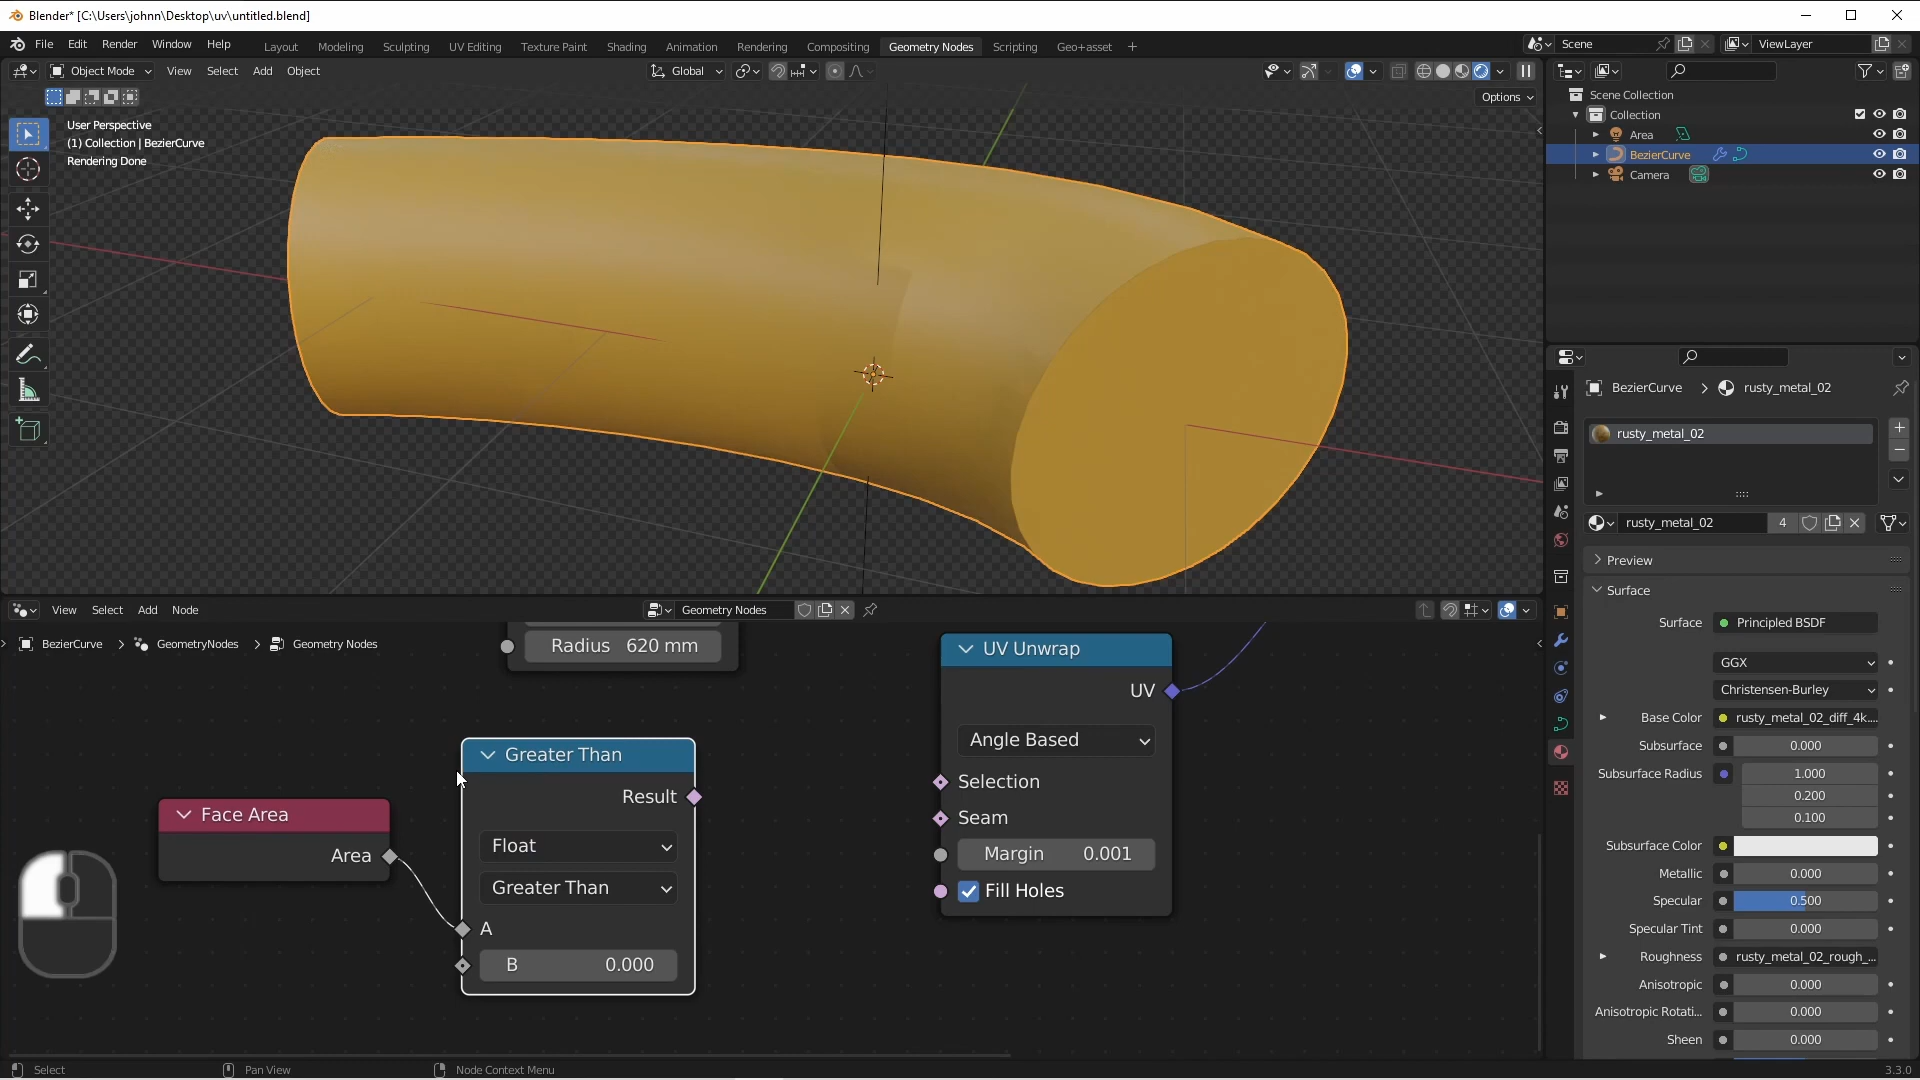 Blender* [C:\Users\johnn\Desktop\uv\untitled.blend]
File Edit Render Window Help Layout Modeling Sculpting UV Editing Texture Paint Shading Animation Rendering Compositing Geometry Nodes Scripting Geo+asset + Scene ViewLayer
Object Mode View Select Add Object Global
Options
User Perspective
(1) Collection | BezierCurve
Rendering Done
Scene Collection
Collection
Area
BezierCurve
Camera
BezierCurve > rusty_metal_02
rusty_metal_02
rusty_metal_02 4
Preview
Surface
Surface Principled BSDF
GGX
Christensen-Burley
Base Color rusty_metal_02_diff_4k....
Subsurface 0.000
Subsurface Radius 1.000
0.200
0.100
Subsurface Color
Metallic 0.000
Specular 0.500
Specular Tint 0.000
Roughness rusty_metal_02_rough_...
Anisotropic 0.000
Anisotropic Rotati... 0.000
Sheen 0.000
View Select Add Node Geometry Nodes
BezierCurve > GeometryNodes > Geometry Nodes
Radius 620 mm
UV Unwrap
UV
Angle Based
Selection
Seam
Margin 0.001
Fill Holes
Greater Than
Result
Float
Greater Than
A
B 0.000
Face Area
Area
Select Pan View Node Context Menu 3.3.0